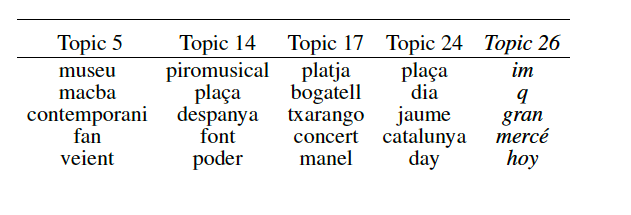 Topic 5 Topic 14 Topic 17 Topic 24 Topic 26
museu piromusical platja plaça im
macba plaça bogatell dia q
contemporani despanya txarango jaume gran
fan font concert catalunya mercé
veient poder manel day hoy